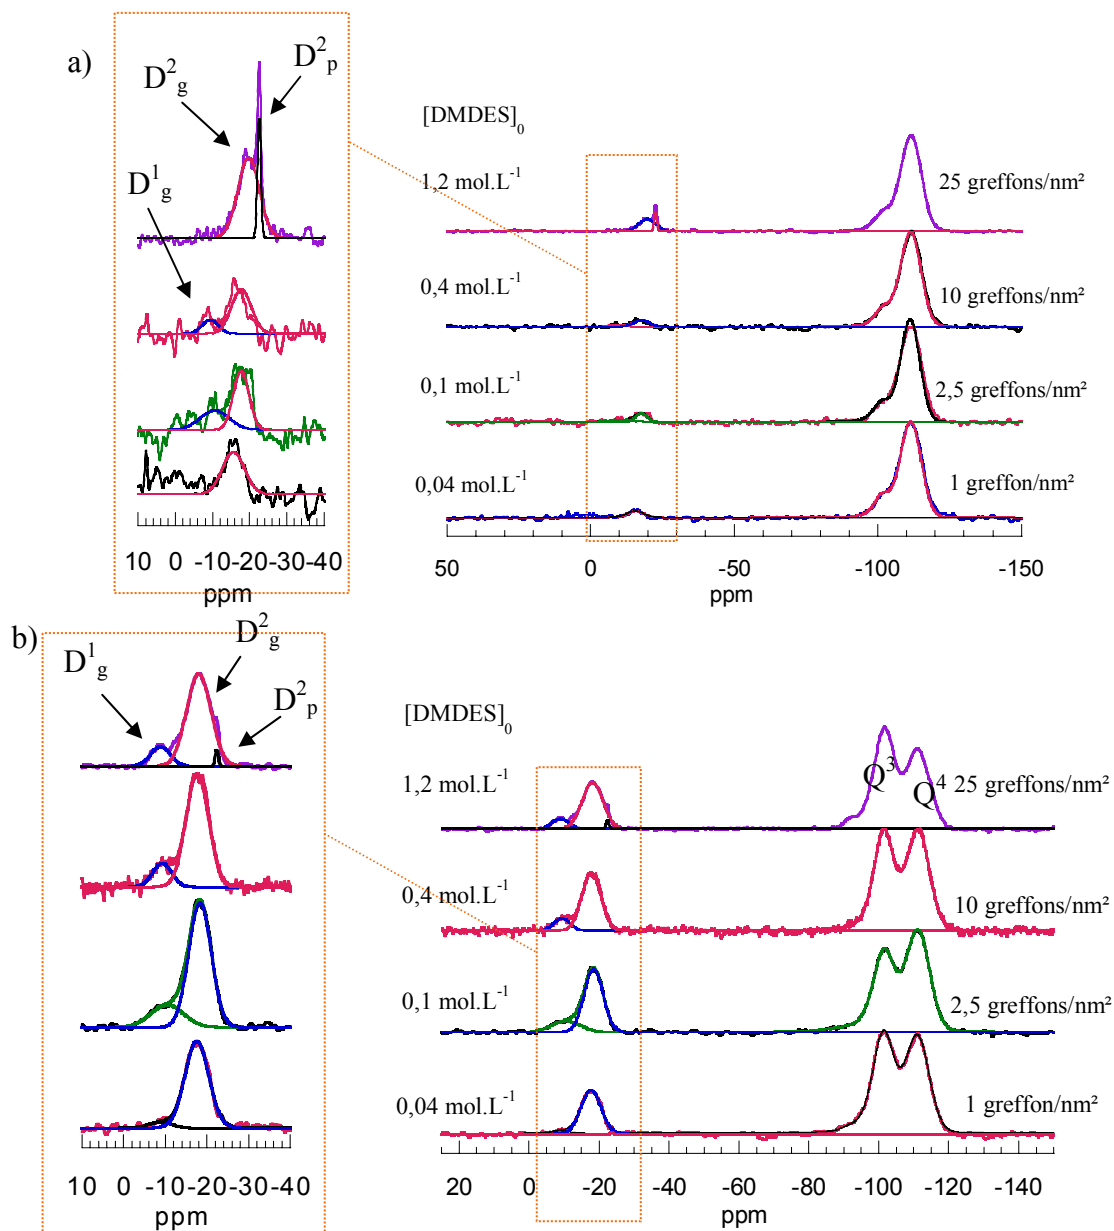 a)
D²g
D²p
D¹g
[DMDES]₀
1,2 mol.L⁻¹
25 greffons/nm²
0,4 mol.L⁻¹
10 greffons/nm²
0,1 mol.L⁻¹
2,5 greffons/nm²
0,04 mol.L⁻¹
1 greffon/nm²
10 0 -10 -20 -30 -40
ppm
50 0 -50 -100 -150
ppm
b)
D¹g
D²g
D²p
[DMDES]₀
1,2 mol.L⁻¹
Q³
Q⁴
25 greffons/nm²
0,4 mol.L⁻¹
10 greffons/nm²
0,1 mol.L⁻¹
2,5 greffons/nm²
0,04 mol.L⁻¹
1 greffon/nm²
10 0 -10 -20 -30 -40
ppm
20 0 -20 -40 -60 -80 -100 -120 -140
ppm